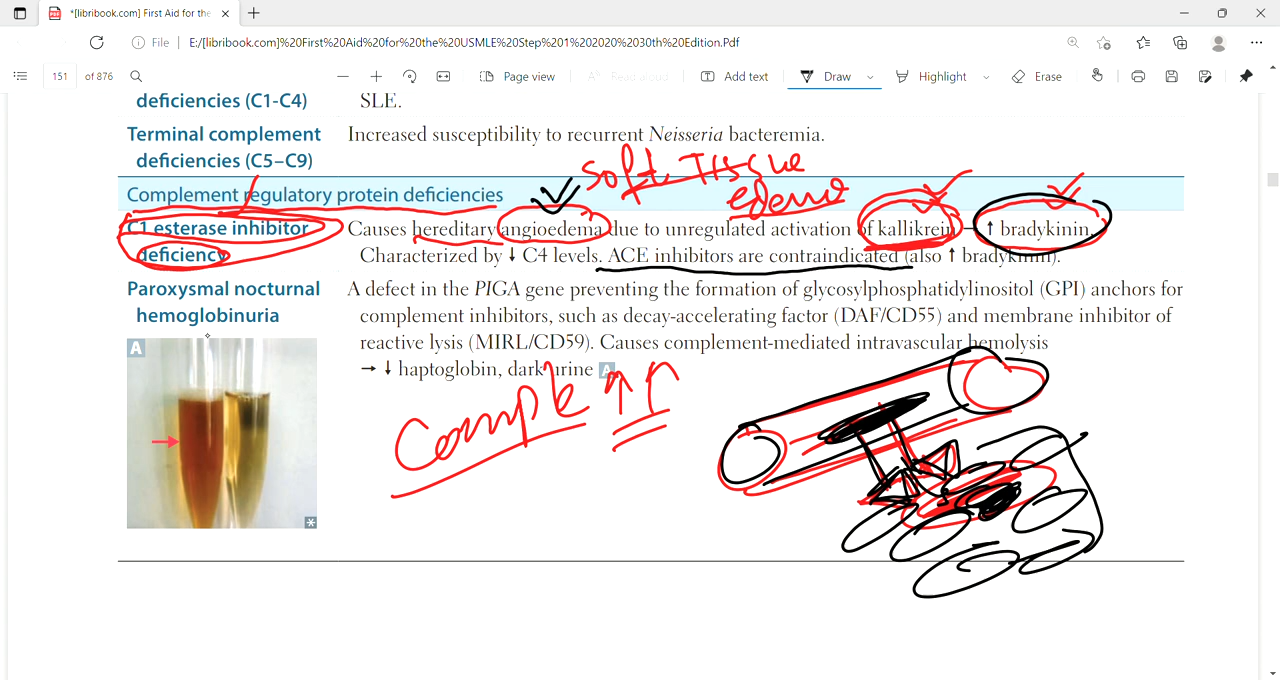 *[libribook.com] First Aid for the
File
E:/[libribook.com]%20First%20Aid%20for%20the%20USMLE%20Step%201%202020%2030th%20Edition.Pdf
151 of 876
Page view
Read aloud
Add text
Draw
Highlight
Erase
deficiencies (C1-C4)
SLE.
Terminal complement
deficiencies (C5–C9)
Increased susceptibility to recurrent Neisseria bacteremia.
soft Tissue
edema
Complement regulatory protein deficiencies
C1 esterase inhibitor
deficiency
Causes hereditary angioedema due to unregulated activation of kallikrein → ↑ bradykinin.
Characterized by ↓ C4 levels. ACE inhibitors are contraindicated (also ↑ bradykinin).
Paroxysmal nocturnal
hemoglobinuria
A defect in the PIGA gene preventing the formation of glycosylphosphatidylinositol (GPI) anchors for
complement inhibitors, such as decay-accelerating factor (DAF/CD55) and membrane inhibitor of
reactive lysis (MIRL/CD59). Causes complement-mediated intravascular hemolysis
→ ↓ haptoglobin, dark urine A
A
Comple ↑↑